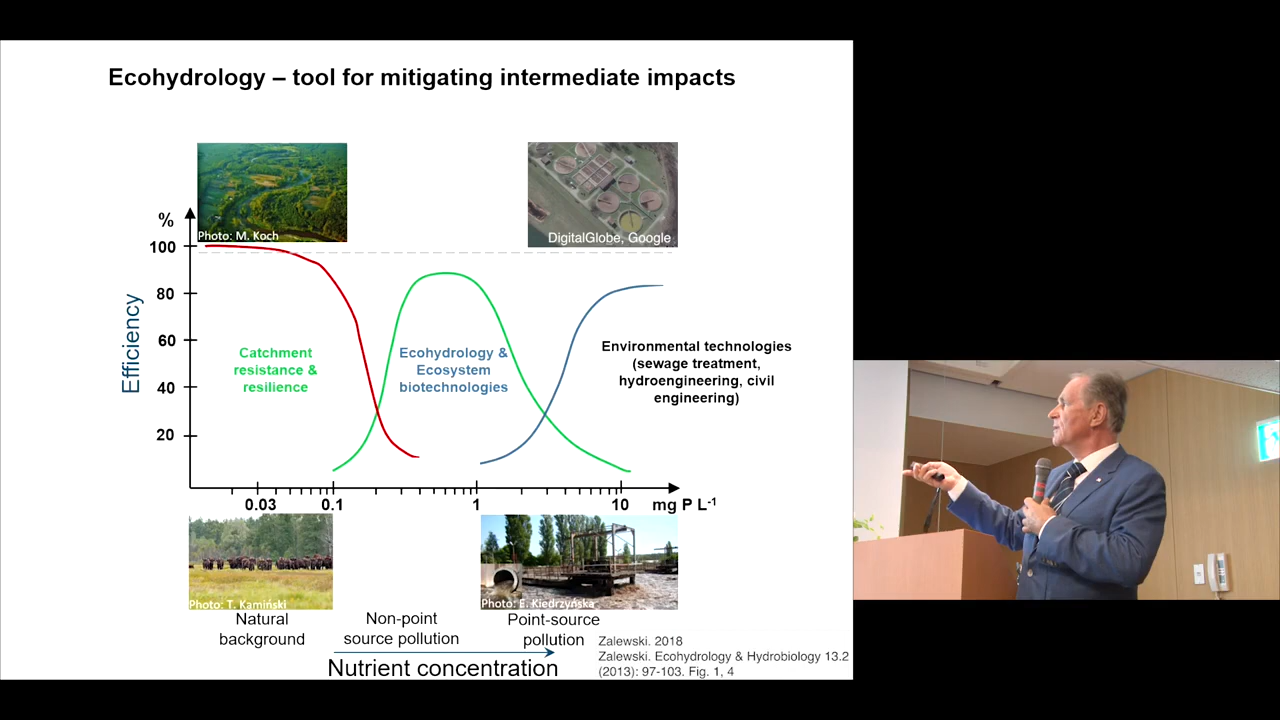 Ecohydrology – tool for mitigating intermediate impacts
Photo: M. Koch
DigitalGlobe, Google
%
100
80
60
40
20
Efficiency
Catchment
resistance &
resilience
Ecohydrology &
Ecosystem
biotechnologies
Environmental technologies
(sewage treatment,
hydroengineering, civil
engineering)
0.03
0.1
1
10
mg P L-1
Photo: T. Kamiński
Photo: E. Kiedrzyńska
Natural
background
Non-point
source pollution
Point-source
pollution
Nutrient concentration
Zalewski. 2018
Zalewski. Ecohydrology & Hydrobiology 13.2
(2013): 97-103. Fig. 1, 4